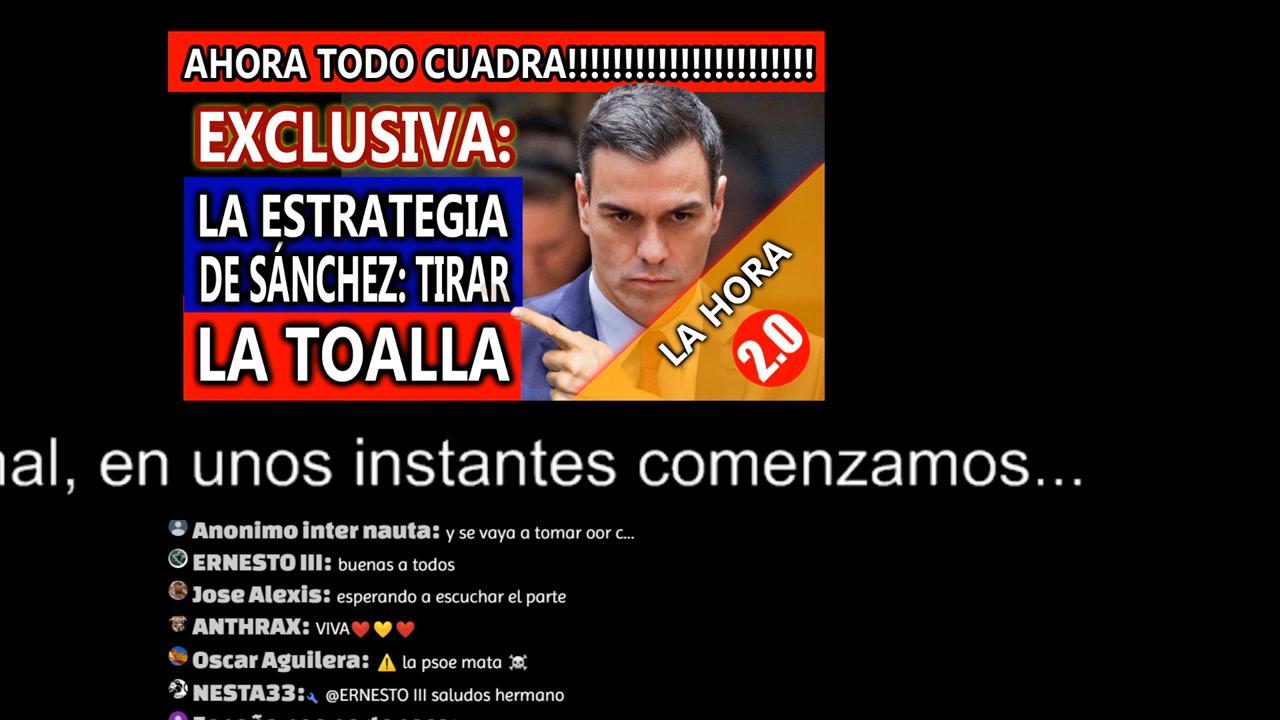 AHORA TODO CUADRA!!!!!!!!!!!!!!!!!!!!!!
EXCLUSIVA:
LA ESTRATEGIA
DE SÁNCHEZ: TIRAR
LA TOALLA
LA HORA
2.0
en unos instantes comenzamos...
Anonimo inter nauta: y se vaya a tomar oor c...
ERNESTO III: buenas a todos
Jose Alexis: esperando a escuchar el parte
ANTHRAX: VIVA❤️💛❤️
Oscar Aguilera: ⚠️ la psoe mata ☠️
NESTA33:🔧 @ERNESTO III saludos hermano